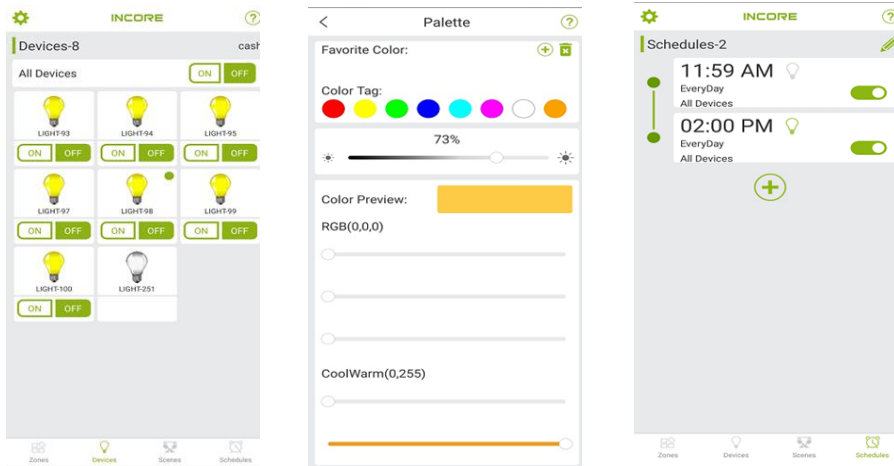 INCORE
?
Devices-8 cash
All Devices ON OFF
LIGHT-93 LIGHT-94 LIGHT-95
ON OFF ON OFF ON OFF
LIGHT-97 LIGHT-98 LIGHT-99
ON OFF ON OFF ON OFF
LIGHT-100 LIGHT-251
ON OFF
Zones Devices Scenes Schedules
< Palette ?
Favorite Color:
Color Tag:
73%
Color Preview:
RGB(0,0,0)
CoolWarm(0,255)
INCORE ?
Schedules-2
11:59 AM
EveryDay
All Devices
02:00 PM
EveryDay
All Devices
Zones Devices Scenes Schedules